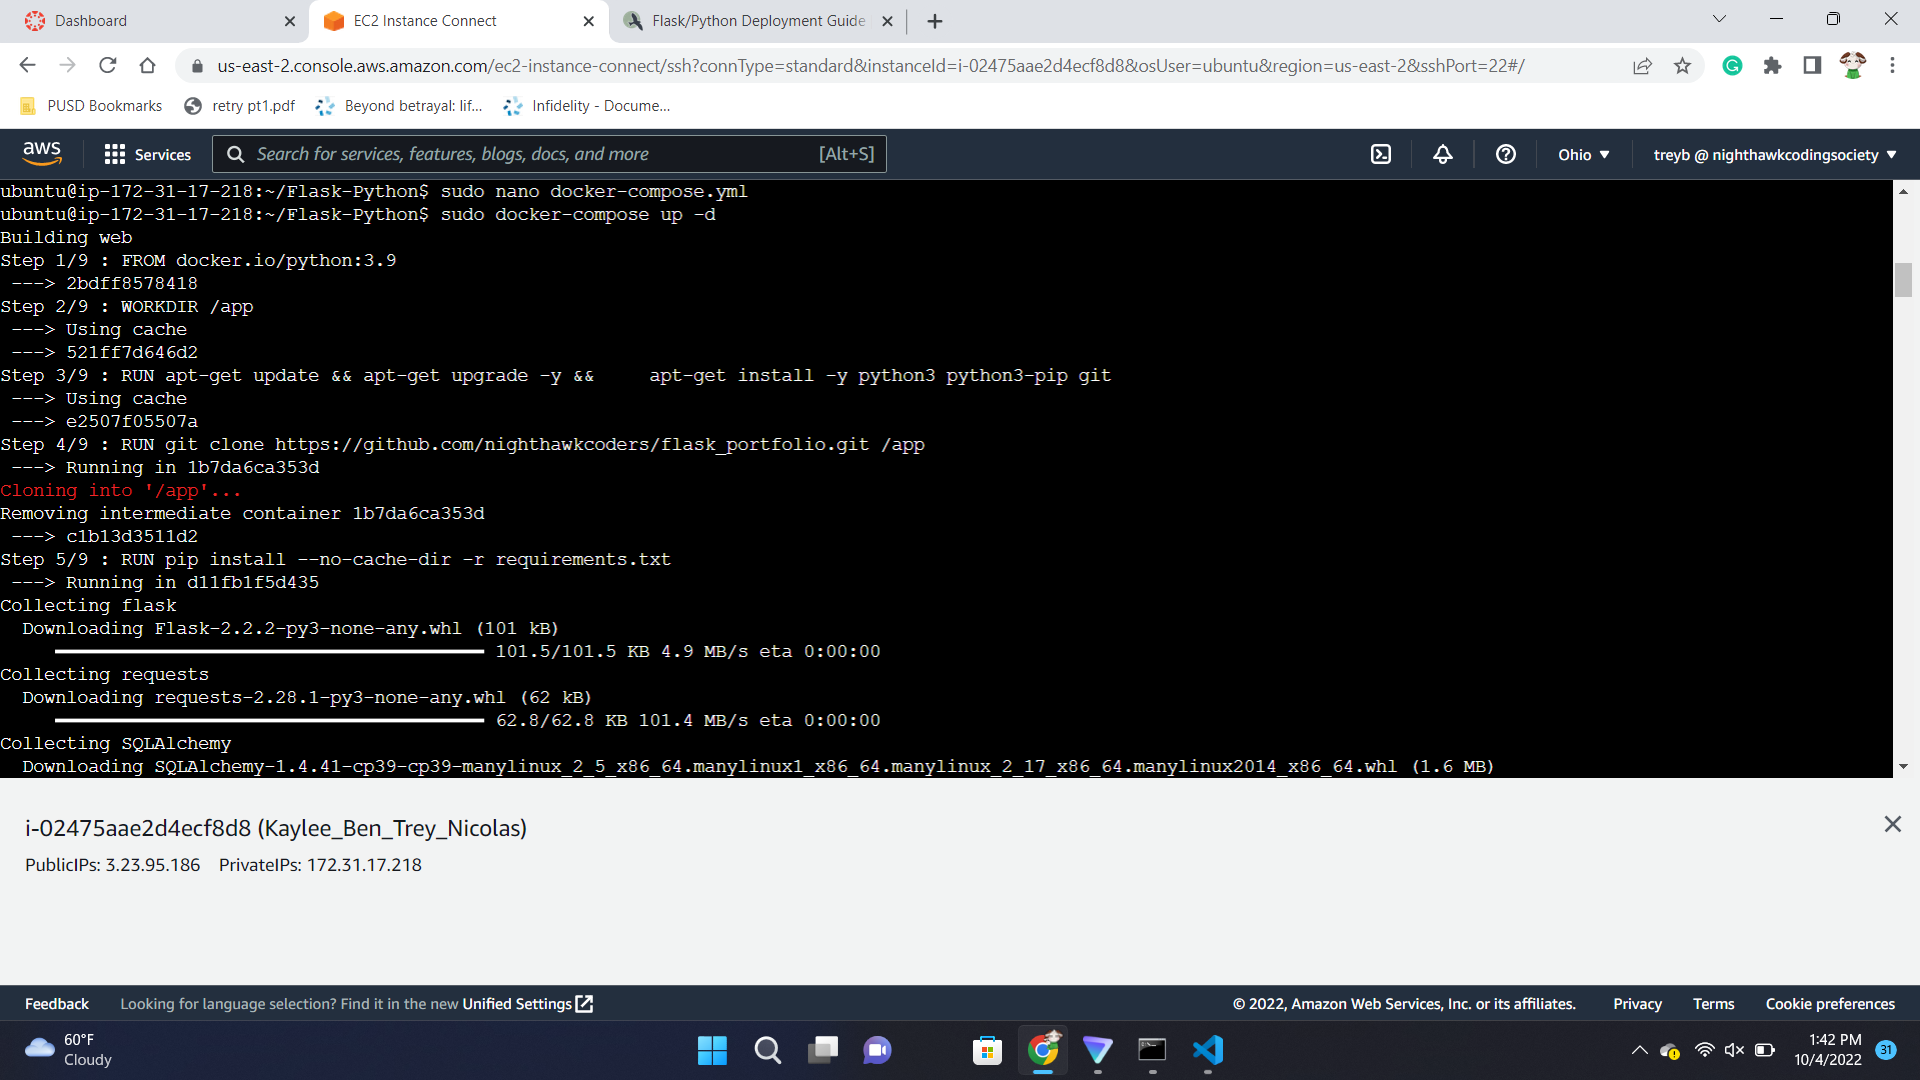 Dashboard
EC2 Instance Connect
Flask/Python Deployment Guide
us-east-2.console.aws.amazon.com/ec2-instance-connect/ssh?connType=standard&instanceId=i-02475aae2d4ecf8d8&osUser=ubuntu&region=us-east-2&sshPort=22#/
PUSD Bookmarks
retry pt1.pdf
Beyond betrayal: lif...
Infidelity - Docume...
aws
Services
Search for services, features, blogs, docs, and more
[Alt+S]
Ohio
treyb @ nighthawkcodingsociety
ubuntu@ip-172-31-17-218:~/Flask-Python$ sudo nano docker-compose.yml
ubuntu@ip-172-31-17-218:~/Flask-Python$ sudo docker-compose up -d
Building web
Step 1/9 : FROM docker.io/python:3.9
---> 2bdff8578418
Step 2/9 : WORKDIR /app
---> Using cache
---> 521ff7d646d2
Step 3/9 : RUN apt-get update && apt-get upgrade -y &&     apt-get install -y python3 python3-pip git
---> Using cache
---> e2507f05507a
Step 4/9 : RUN git clone https://github.com/nighthawkcoders/flask_portfolio.git /app
---> Running in 1b7da6ca353d
Cloning into '/app'...
Removing intermediate container 1b7da6ca353d
---> c1b13d3511d2
Step 5/9 : RUN pip install --no-cache-dir -r requirements.txt
---> Running in d11fb1f5d435
Collecting flask
Downloading Flask-2.2.2-py3-none-any.whl (101 kB)
101.5/101.5 KB 4.9 MB/s eta 0:00:00
Collecting requests
Downloading requests-2.28.1-py3-none-any.whl (62 kB)
62.8/62.8 KB 101.4 MB/s eta 0:00:00
Collecting SQLAlchemy
Downloading SQLAlchemy-1.4.41-cp39-cp39-manylinux_2_5_x86_64.manylinux1_x86_64.manylinux_2_17_x86_64.manylinux2014_x86_64.whl (1.6 MB)
i-02475aae2d4ecf8d8 (Kaylee_Ben_Trey_Nicolas)
PublicIPs: 3.23.95.186    PrivateIPs: 172.31.17.218
Feedback
Looking for language selection? Find it in the new Unified Settings
© 2022, Amazon Web Services, Inc. or its affiliates.
Privacy
Terms
Cookie preferences
60°F
Cloudy
1:42 PM
10/4/2022
31